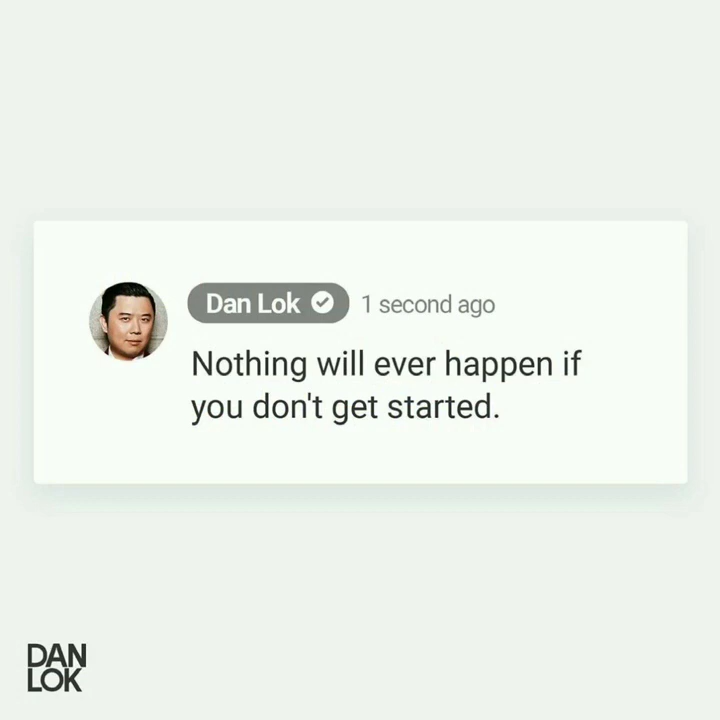 Dan Lok 1 second ago
Nothing will ever happen if
you don't get started.
DAN
LOK